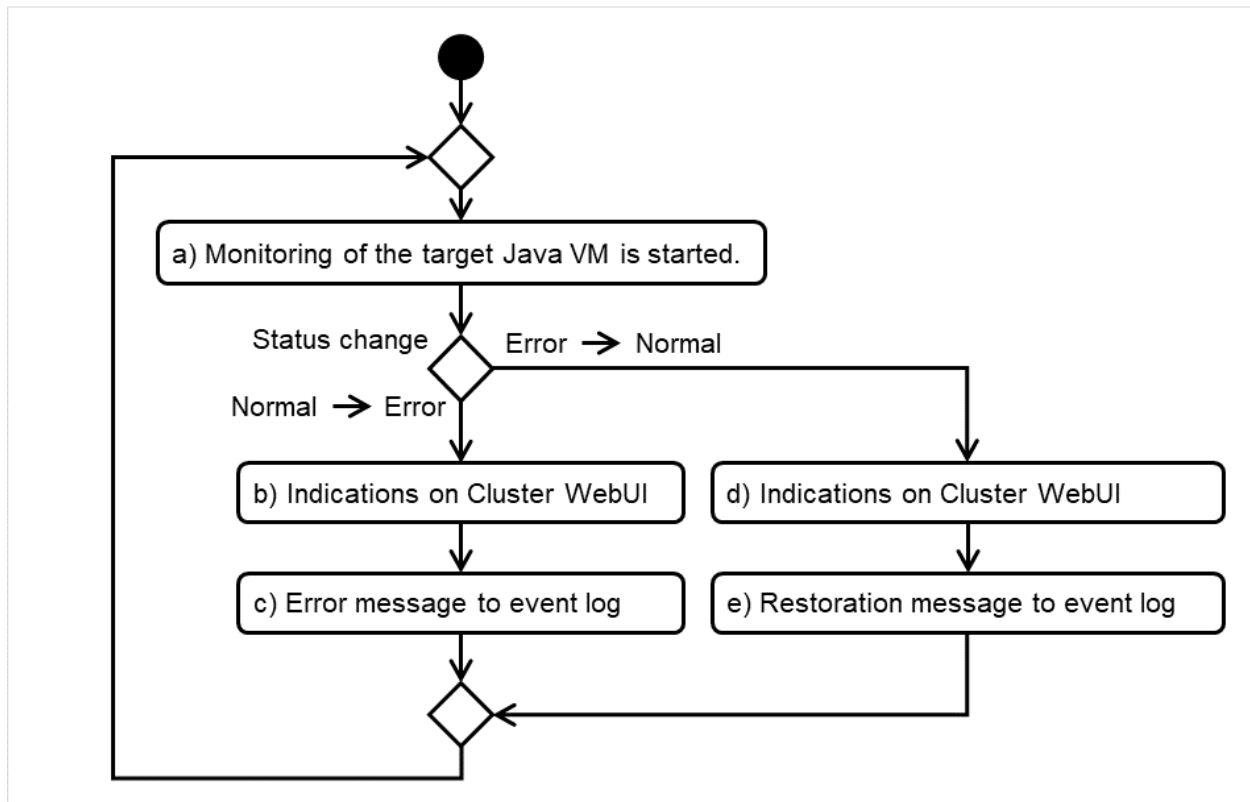 a) Monitoring of the target Java VM is started.
Status change
Error → Normal
Normal → Error
b) Indications on Cluster WebUI
d) Indications on Cluster WebUI
c) Error message to event log
e) Restoration message to event log